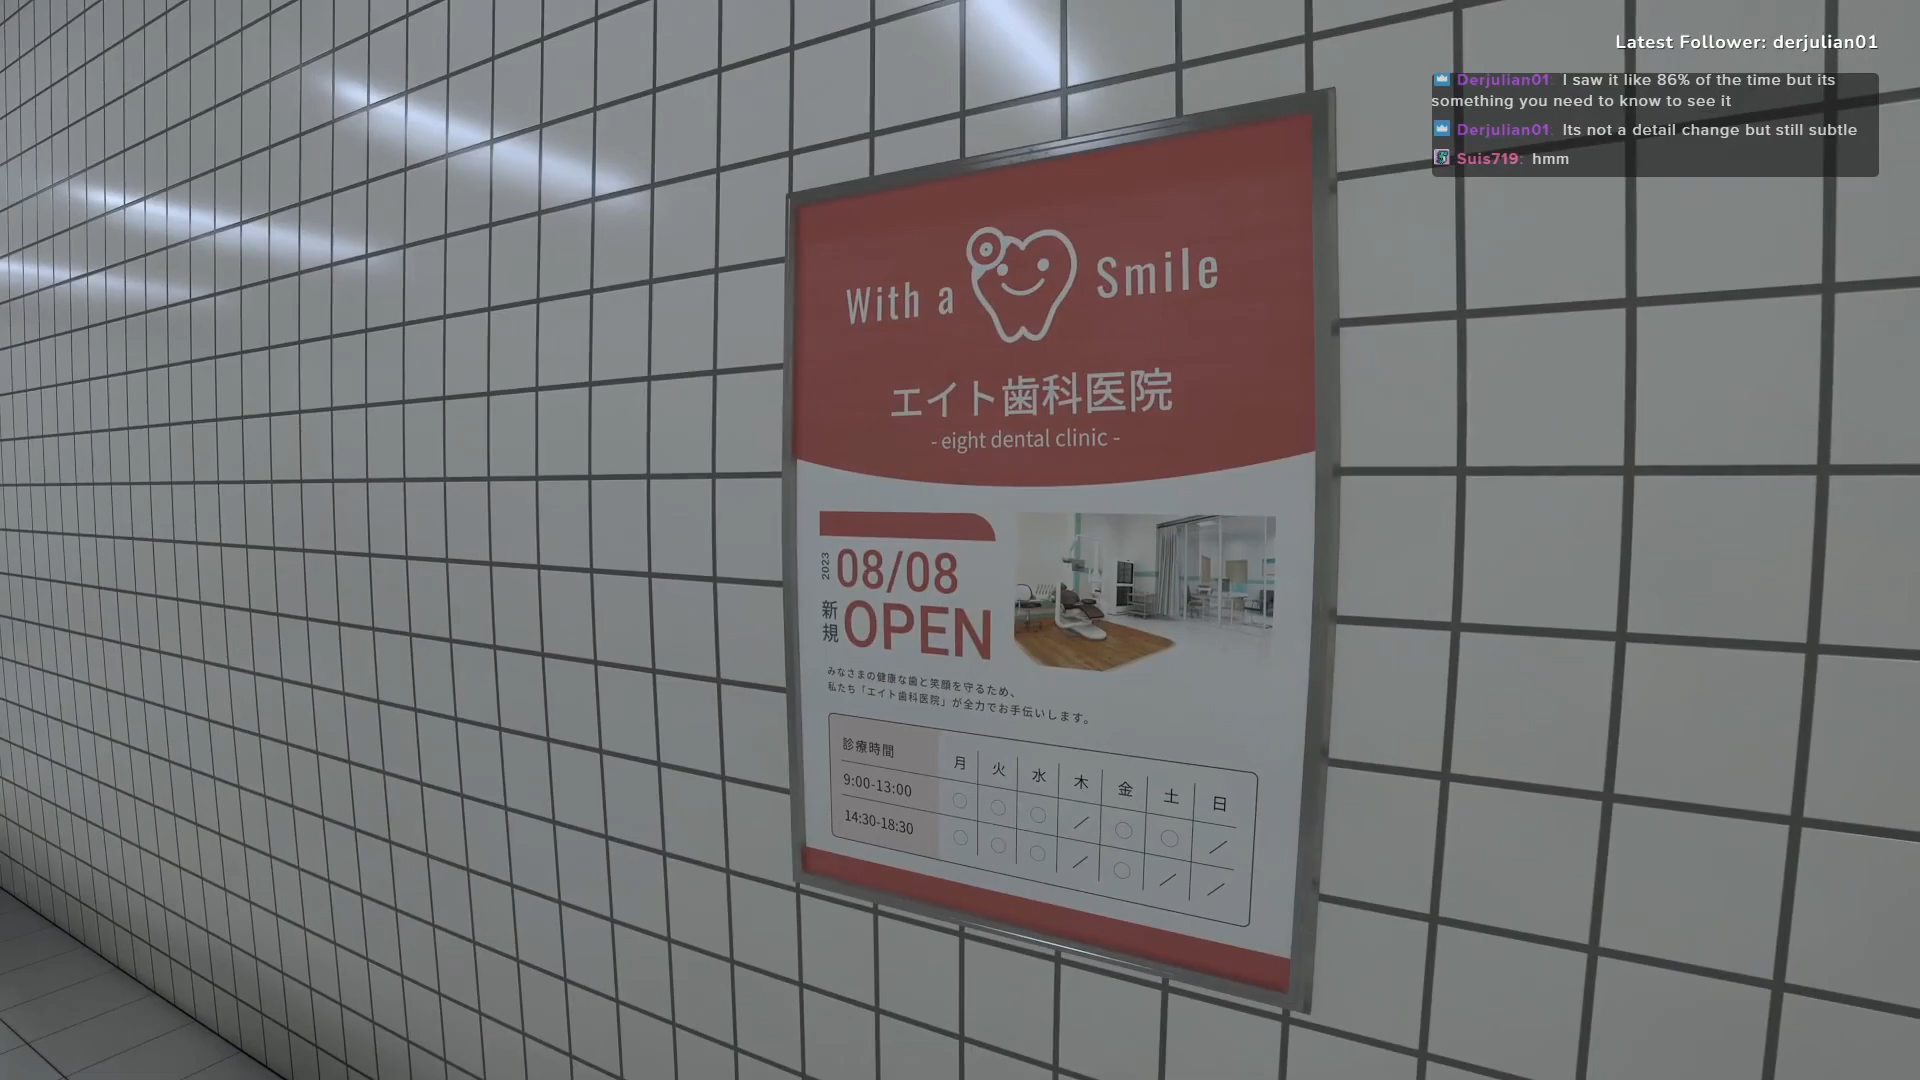 Latest Follower: derjulian01
Derjulian01: I saw it like 86% of the time but its
something you need to know to see it
Derjulian01: Its not a detail change but still subtle
Suis719: hmm
With a Smile
エイト歯科医院
- eight dental clinic -
2023 08/08
新規 OPEN
みなさまの健康な歯と笑顔を守るため、
私たち「エイト歯科医院」が全力でお手伝いします。
診療時間 月 火 水 木 金 土 日
9:00-13:00 ○ ○ ○ / ○ ○ /
14:30-18:30 ○ ○ ○ / ○ / /